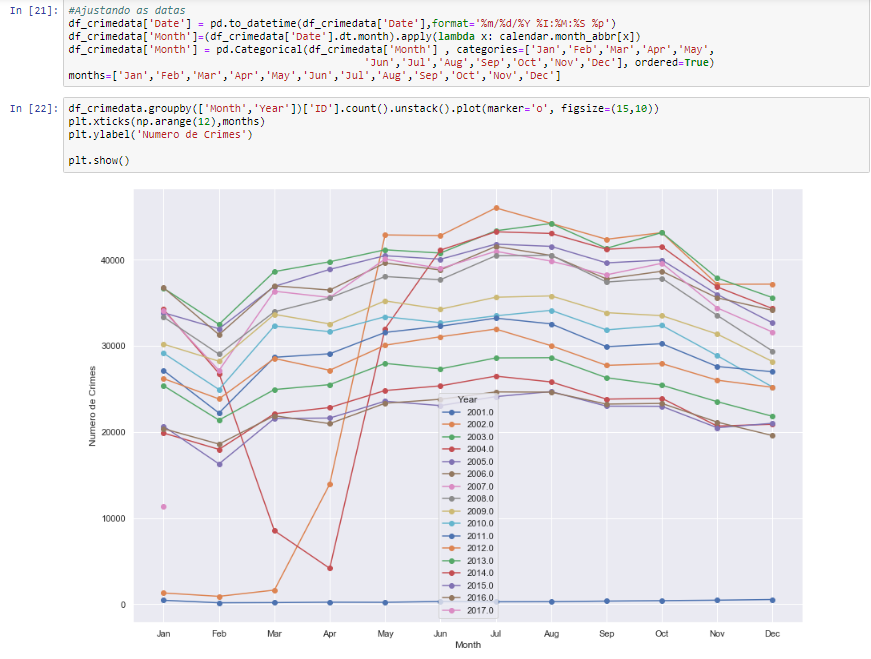 In [21]: #Ajustando as datas
df_crimedata['Date'] = pd.to_datetime(df_crimedata['Date'],format='%m/%d/%Y %I:%M:%S %p')
df_crimedata['Month']=(df_crimedata['Date'].dt.month).apply(lambda x: calendar.month_abbr[x])
df_crimedata['Month'] = pd.Categorical(df_crimedata['Month'] , categories=['Jan','Feb','Mar','Apr','May',
'Jun','Jul','Aug','Sep','Oct','Nov','Dec'], ordered=True)
months=['Jan','Feb','Mar','Apr','May','Jun','Jul','Aug','Sep','Oct','Nov','Dec']
In [22]: df_crimedata.groupby(['Month','Year'])['ID'].count().unstack().plot(marker='o', figsize=(15,10))
plt.xticks(np.arange(12),months)
plt.ylabel('Numero de Crimes')
plt.show()
40000
30000
20000
10000
0
Numero de Crimes
Year
2001.0
2002.0
2003.0
2004.0
2005.0
2006.0
2007.0
2008.0
2009.0
2010.0
2011.0
2012.0
2013.0
2014.0
2015.0
2016.0
2017.0
Jan Feb Mar Apr May Jun Jul Aug Sep Oct Nov Dec
Month